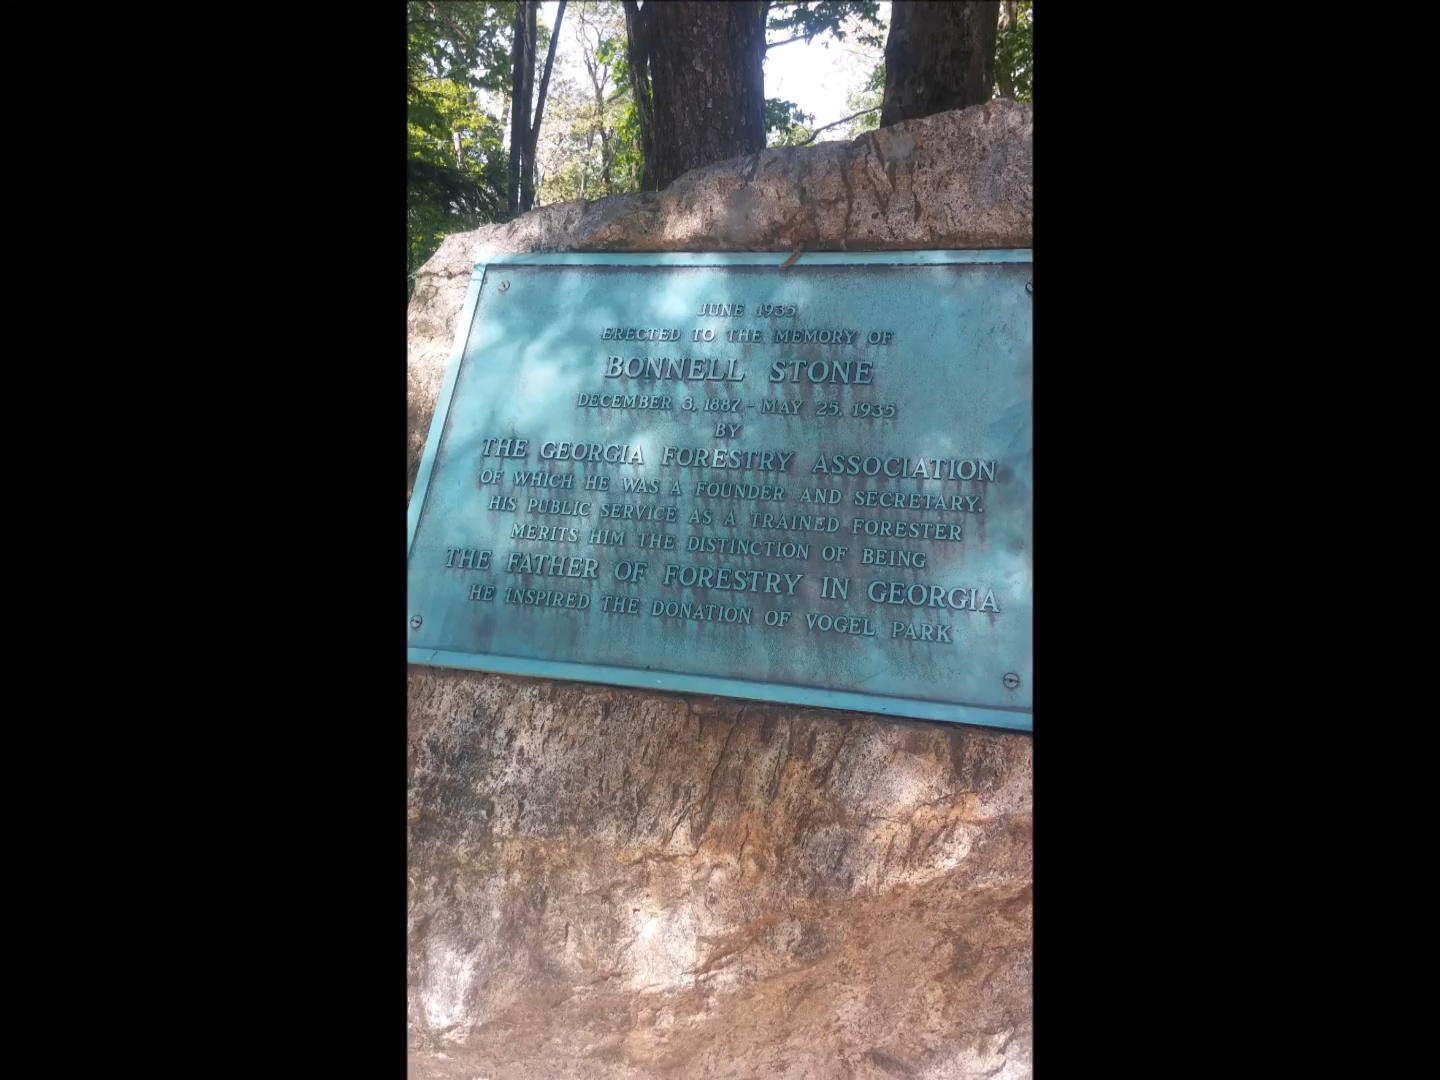 JUNE 1935
ERECTED TO THE MEMORY OF
BONNELL STONE
DECEMBER 3, 1887 - MAY 25, 1935
BY
THE GEORGIA FORESTRY ASSOCIATION
OF WHICH HE WAS A FOUNDER AND SECRETARY.
HIS PUBLIC SERVICE AS A TRAINED FORESTER
MERITS HIM THE DISTINCTION OF BEING
THE FATHER OF FORESTRY IN GEORGIA
HE INSPIRED THE DONATION OF VOGEL PARK